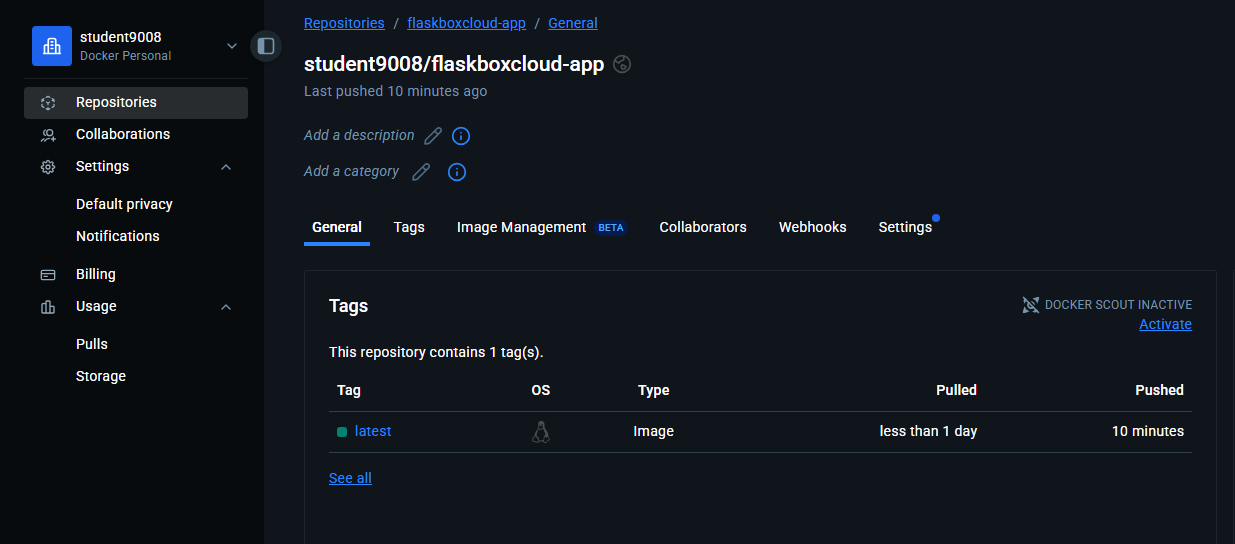 student9008
Docker Personal
Repositories
Collaborations
Settings
Default privacy
Notifications
Billing
Usage
Pulls
Storage
Repositories / flaskboxcloud-app / General
student9008/flaskboxcloud-app
Last pushed 10 minutes ago
Add a description
Add a category
General Tags Image Management BETA Collaborators Webhooks Settings
Tags
DOCKER SCOUT INACTIVE
Activate
This repository contains 1 tag(s).
Tag OS Type Pulled Pushed
latest Image less than 1 day 10 minutes
See all